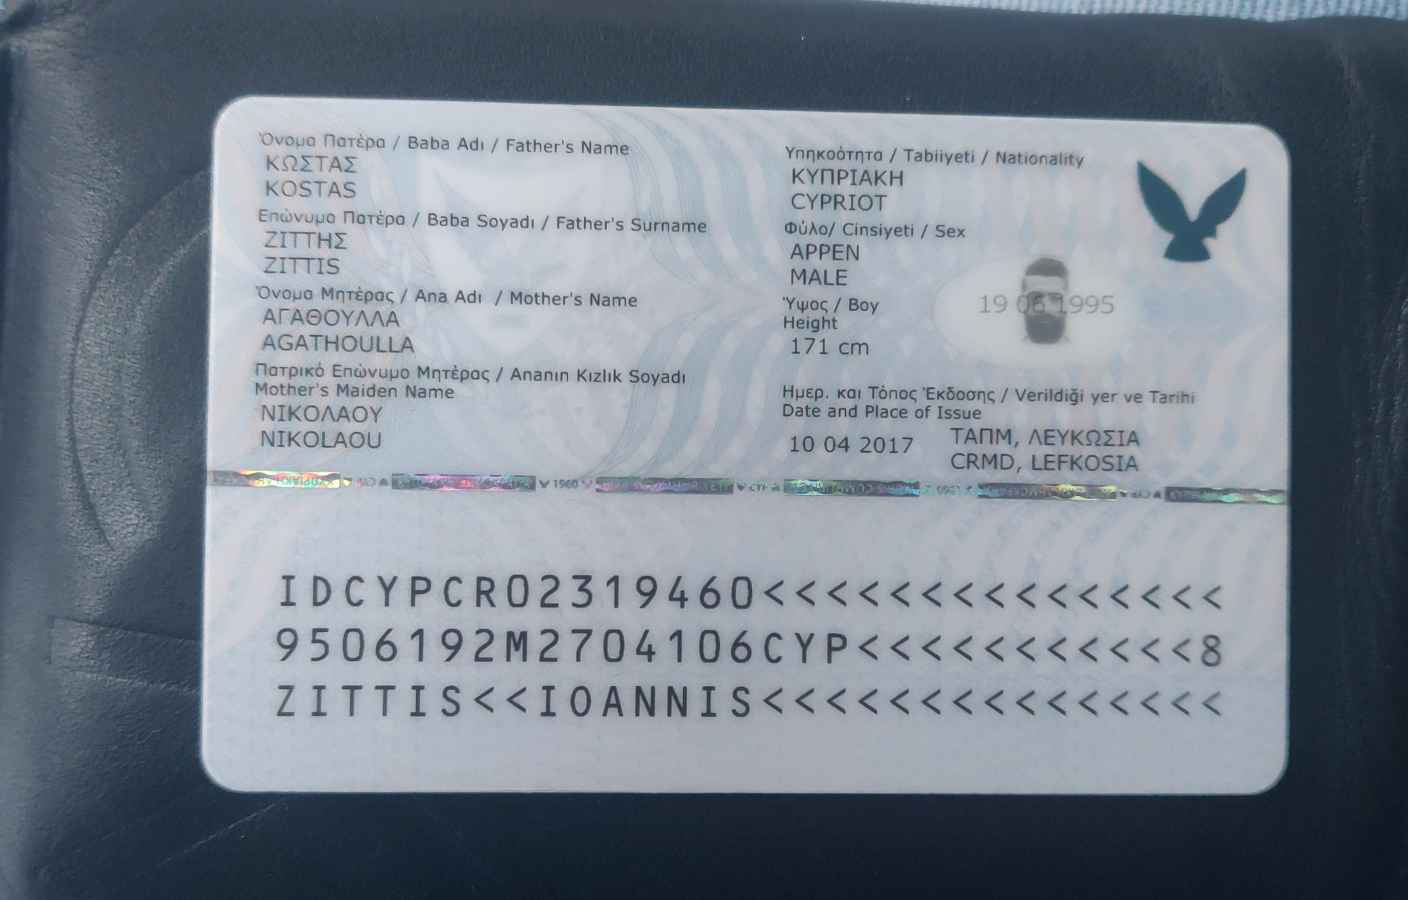 Όνομα Πατέρα / Baba Adı / Father's Name
ΚΩΣΤΑΣ
KOSTAS
Επώνυμο Πατέρα / Baba Soyadı / Father's Surname
ΖΙΤΤΗΣ
ZITTIS
Όνομα Μητέρας / Ana Adı / Mother's Name
ΑΓΑΘΟΥΛΛΑ
AGATHOULLA
Πατρικό Επώνυμο Μητέρας / Ananın Kızlık Soyadı
Mother's Maiden Name
ΝΙΚΟΛΑΟΥ
NIKOLAOU
Υπηκοότητα / Tabiiyeti / Nationality
ΚΥΠΡΙΑΚΗ
CYPRIOT
Φύλο/ Cinsiyeti / Sex
ΑΡΡΕΝ
MALE
Ύψος / Boy
Height
171 cm
19 06 1995
Ημερ. και Τόπος Έκδοσης / Verildiği yer ve Tarihi
Date and Place of Issue
10 04 2017
ΤΑΠΜ, ΛΕΥΚΩΣΙΑ
CRMD, LEFKOSIA
1960
IDCYPCR02319460<<<<<<<<<<<<<<<
9506192M2704106CYP<<<<<<<<<<<8
ZITTIS<<IOANNIS<<<<<<<<<<<<<<<